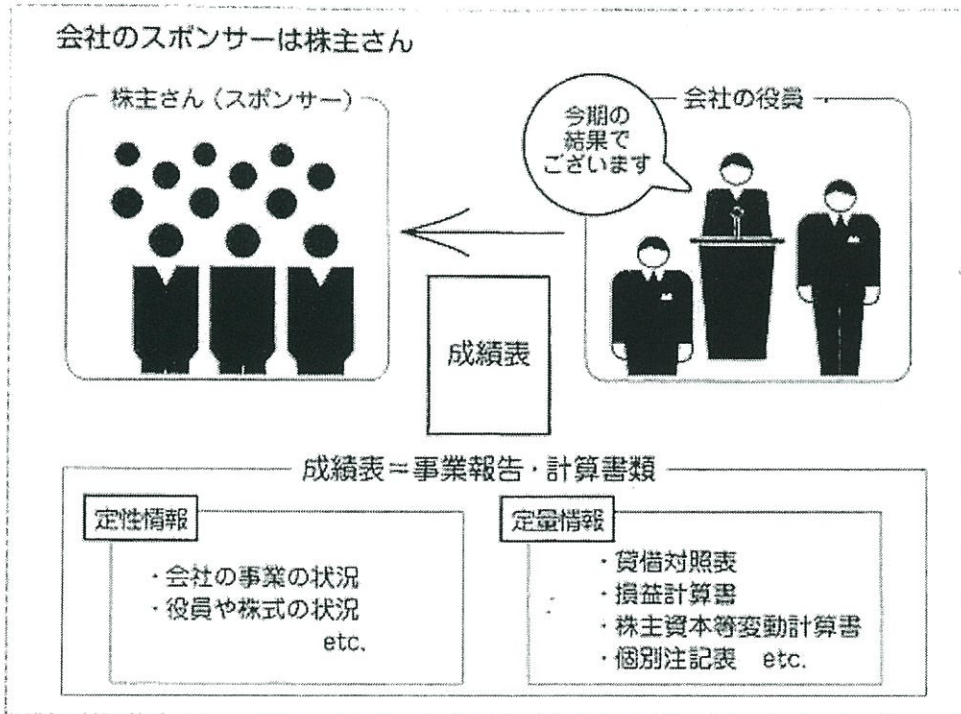 会社のスポンサーは株主さん
株主さん（スポンサー）
会社の役員
今期の
結果で
ございます
成績表
成績表＝事業報告・計算書類
定性情報
・会社の事業の状況
・役員や株式の状況
etc.
定量情報
・貸借対照表
・損益計算書
・株主資本等変動計算書
・個別注記表 etc.